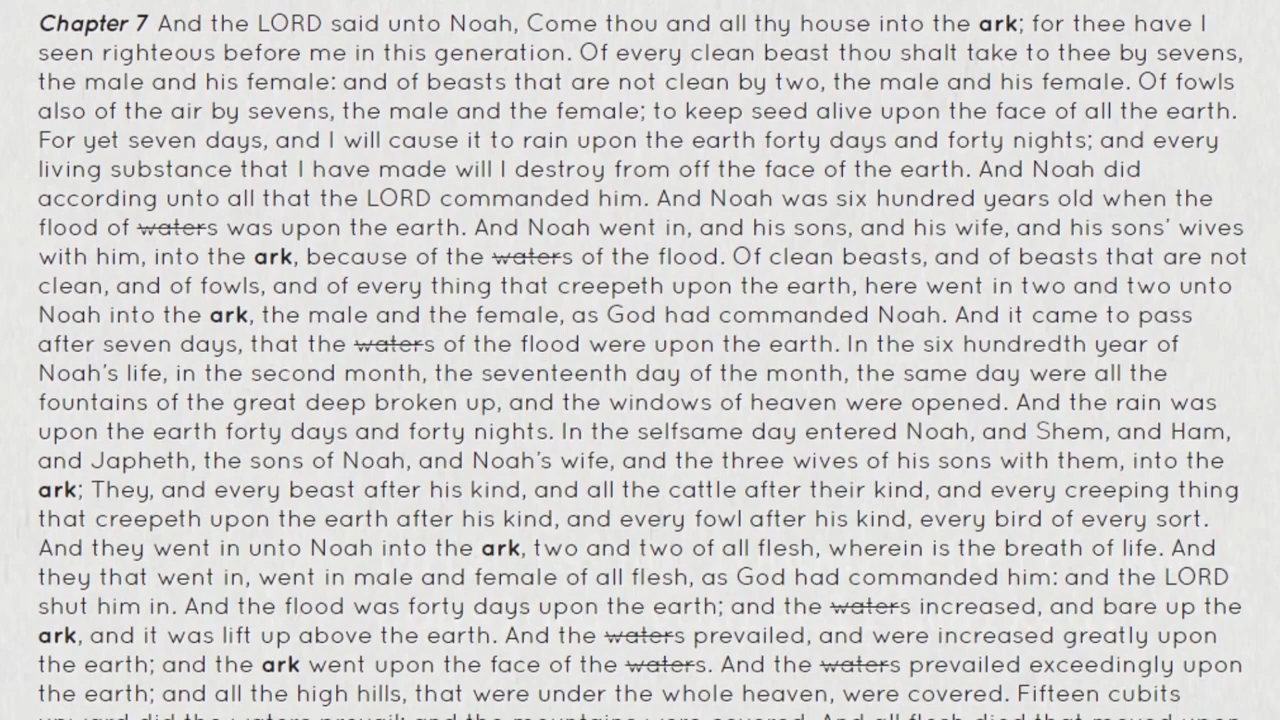 Chapter 7 And the LORD said unto Noah, Come thou and all thy house into the ark; for thee have I
seen righteous before me in this generation. Of every clean beast thou shalt take to thee by sevens,
the male and his female: and of beasts that are not clean by two, the male and his female. Of fowls
also of the air by sevens, the male and the female; to keep seed alive upon the face of all the earth.
For yet seven days, and I will cause it to rain upon the earth forty days and forty nights; and every
living substance that I have made will I destroy from off the face of the earth. And Noah did
according unto all that the LORD commanded him. And Noah was six hundred years old when the
flood of waters was upon the earth. And Noah went in, and his sons, and his wife, and his sons’ wives
with him, into the ark, because of the waters of the flood. Of clean beasts, and of beasts that are not
clean, and of fowls, and of every thing that creepeth upon the earth, here went in two and two unto
Noah into the ark, the male and the female, as God had commanded Noah. And it came to pass
after seven days, that the waters of the flood were upon the earth. In the six hundredth year of
Noah’s life, in the second month, the seventeenth day of the month, the same day were all the
fountains of the great deep broken up, and the windows of heaven were opened. And the rain was
upon the earth forty days and forty nights. In the selfsame day entered Noah, and Shem, and Ham,
and Japheth, the sons of Noah, and Noah’s wife, and the three wives of his sons with them, into the
ark; They, and every beast after his kind, and all the cattle after their kind, and every creeping thing
that creepeth upon the earth after his kind, and every fowl after his kind, every bird of every sort.
And they went in unto Noah into the ark, two and two of all flesh, wherein is the breath of life. And
they that went in, went in male and female of all flesh, as God had commanded him: and the LORD
shut him in. And the flood was forty days upon the earth; and the waters increased, and bare up the
ark, and it was lift up above the earth. And the waters prevailed, and were increased greatly upon
the earth; and the ark went upon the face of the waters. And the waters prevailed exceedingly upon
the earth; and all the high hills, that were under the whole heaven, were covered. Fifteen cubits
upward did the waters prevail; and the mountains were covered. And all flesh died that moved upon